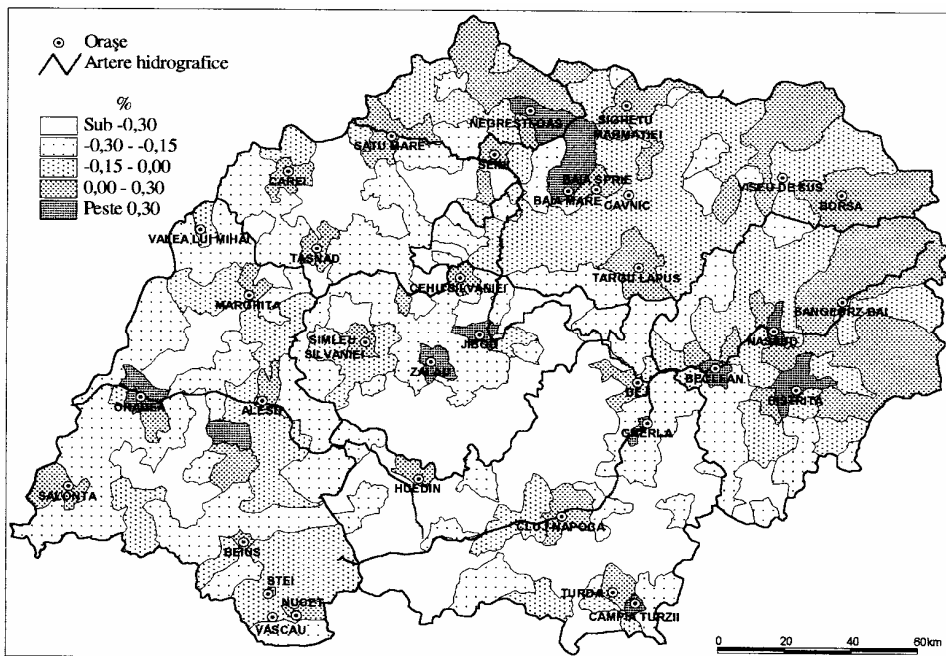 Orașe
Artere hidrografice
%
Sub -0,30
-0,30 - -0,15
-0,15 - 0,00
0,00 - 0,30
Peste 0,30
NEGREȘTI-OAȘ
SIGHETU
MARMAȚIEI
SATU MARE
SEINI
CAREI
BAIA SPRIE
BAIA MARE
CAVNIC
VISEU DE SUS
BORSA
VALEA LUI MIHAI
TASNAD
TARGU LAPUS
MARGHITA
CEHU SILVANIEI
SANGEORZ-BAI
SIMLEU
SILVANIEI
JIBOU
NASAUD
ZALAU
BECLEAN
DEJ
BISTRITA
ORADEA
ALESD
GHERLA
SALONTA
HUEDIN
CLUJ-NAPOCA
BEIUS
STEI
NUCET
VASCAU
TURDA
CAMPIA TURZII
0 20 40 60km